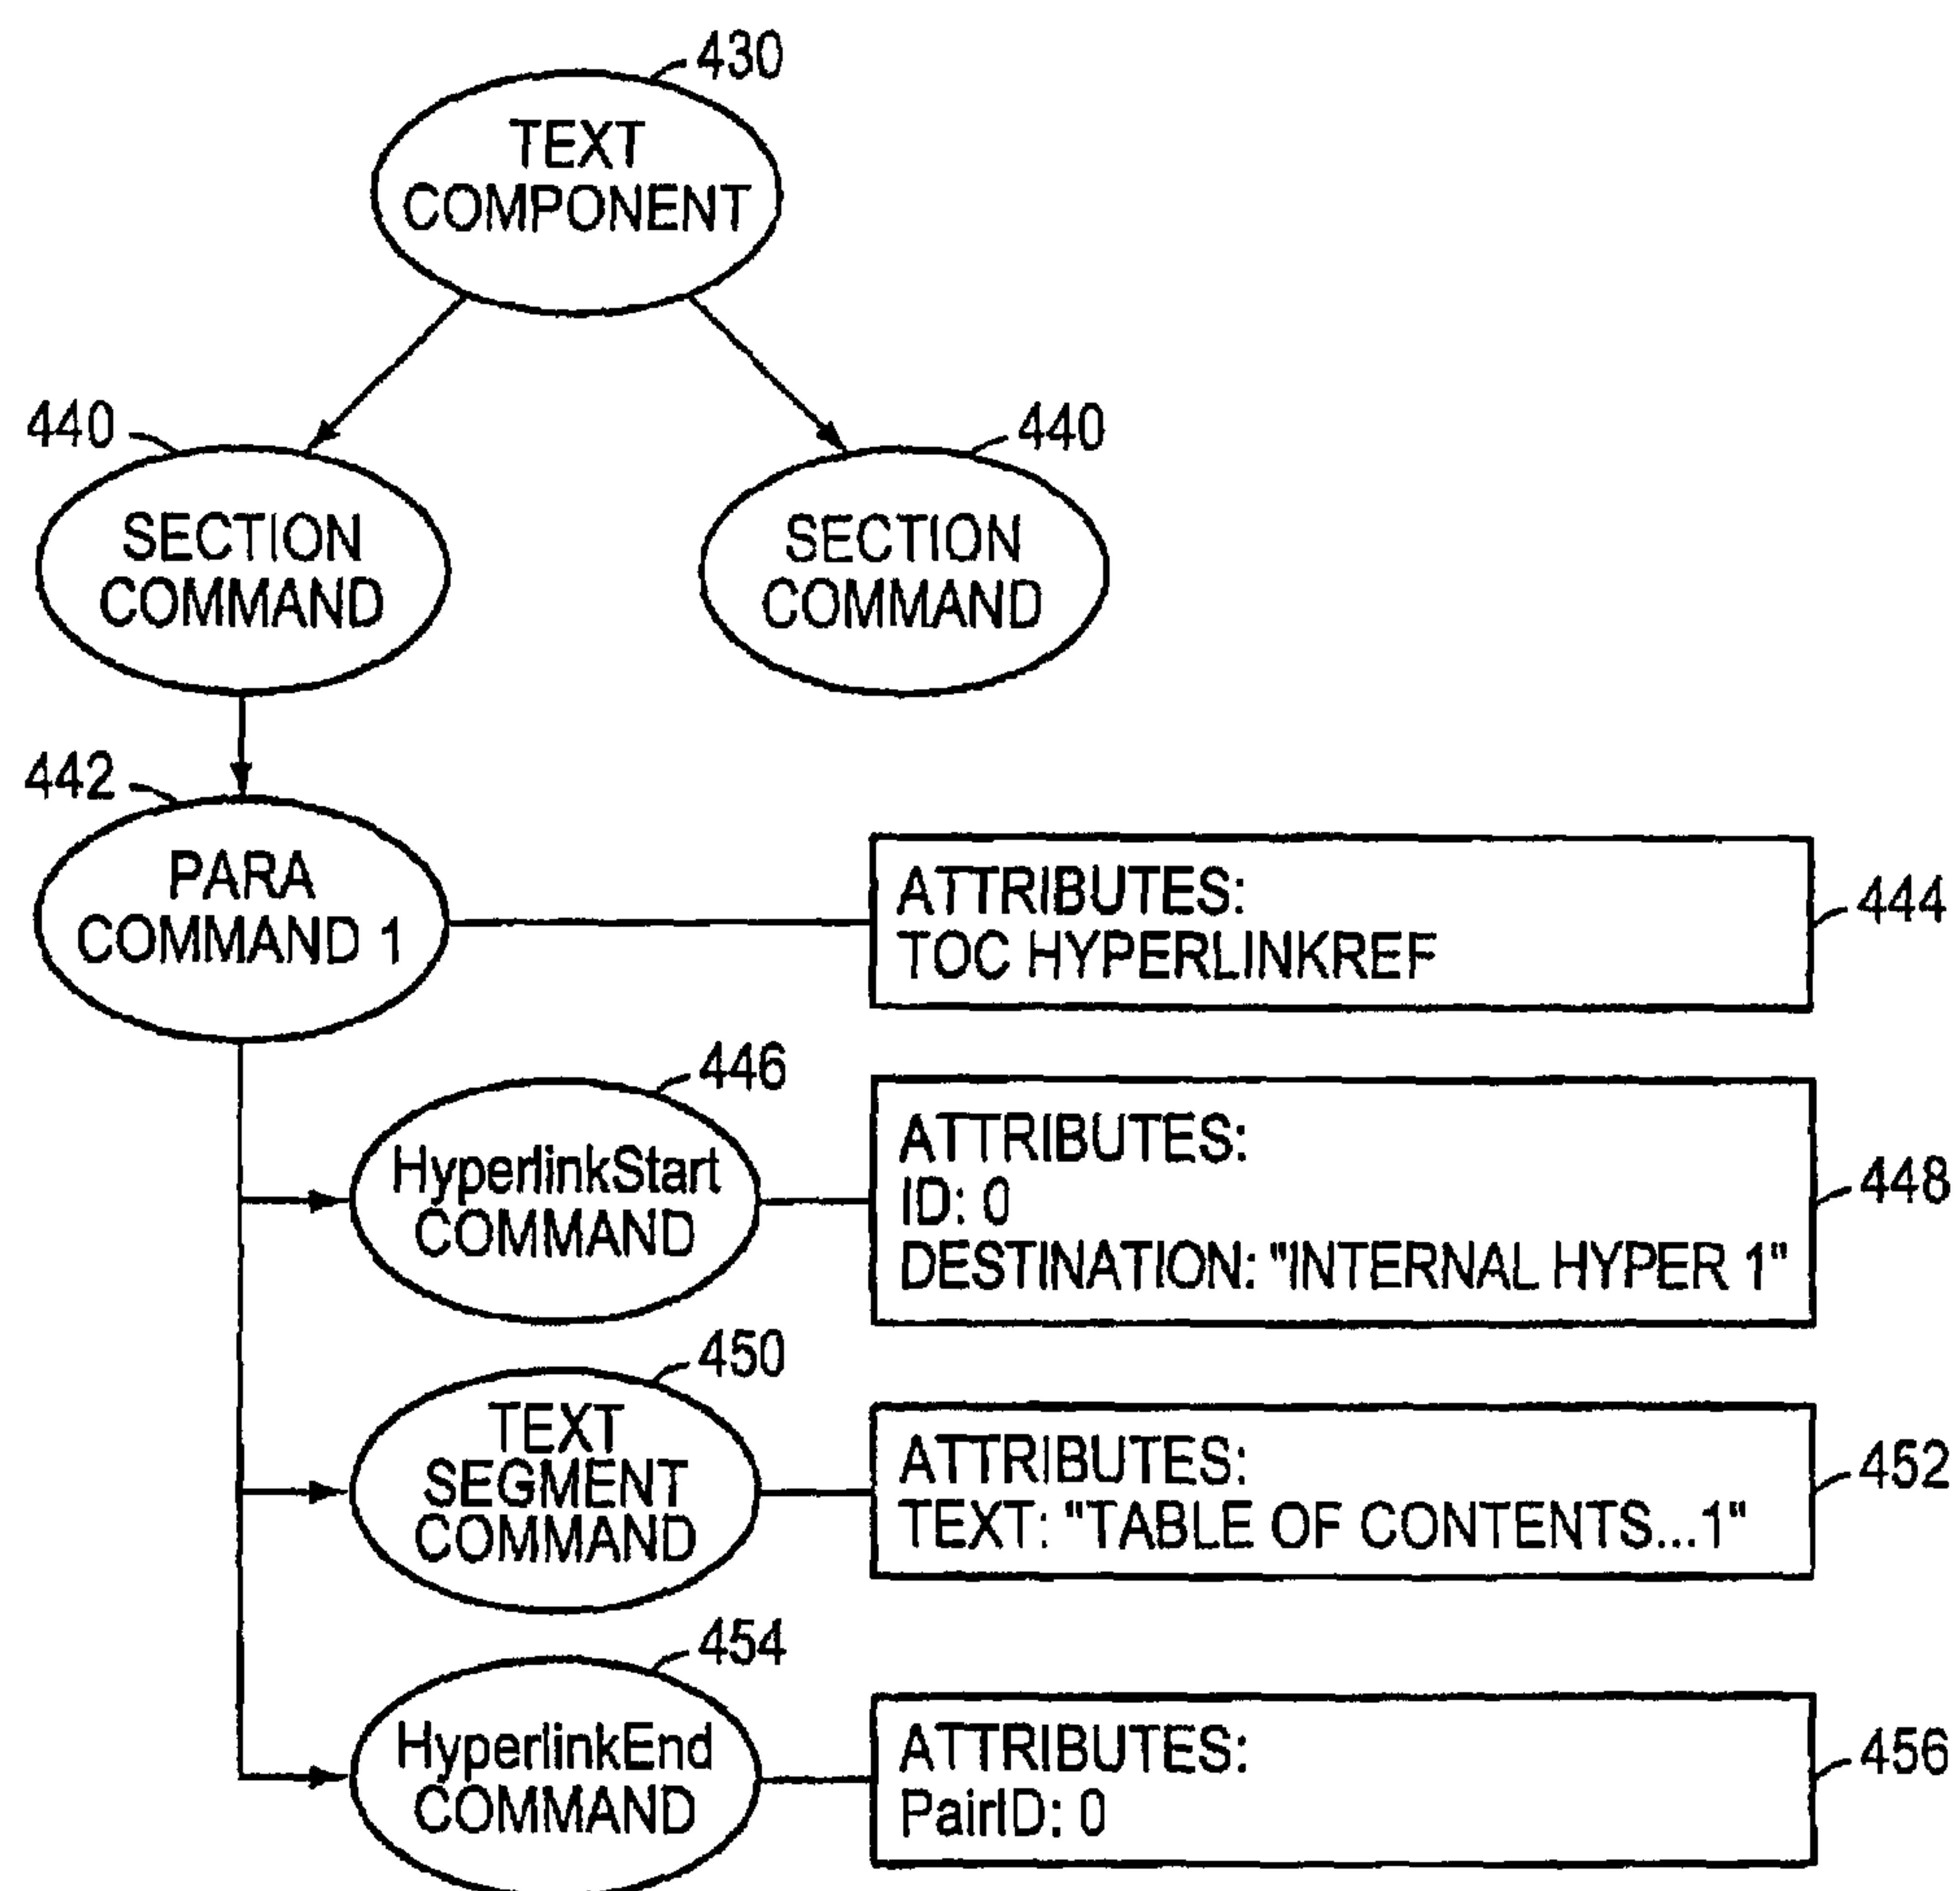 430
TEXT
COMPONENT
440
440
SECTION
COMMAND
SECTION
COMMAND
442
PARA
COMMAND 1
ATTRIBUTES:
TOC HYPERLINKREF
444
446
HyperlinkStart
COMMAND
ATTRIBUTES:
ID: 0
DESTINATION: "INTERNAL HYPER 1"
448
450
TEXT
SEGMENT
COMMAND
ATTRIBUTES:
TEXT: "TABLE OF CONTENTS...1"
452
454
HyperlinkEnd
COMMAND
ATTRIBUTES:
PairID: 0
456